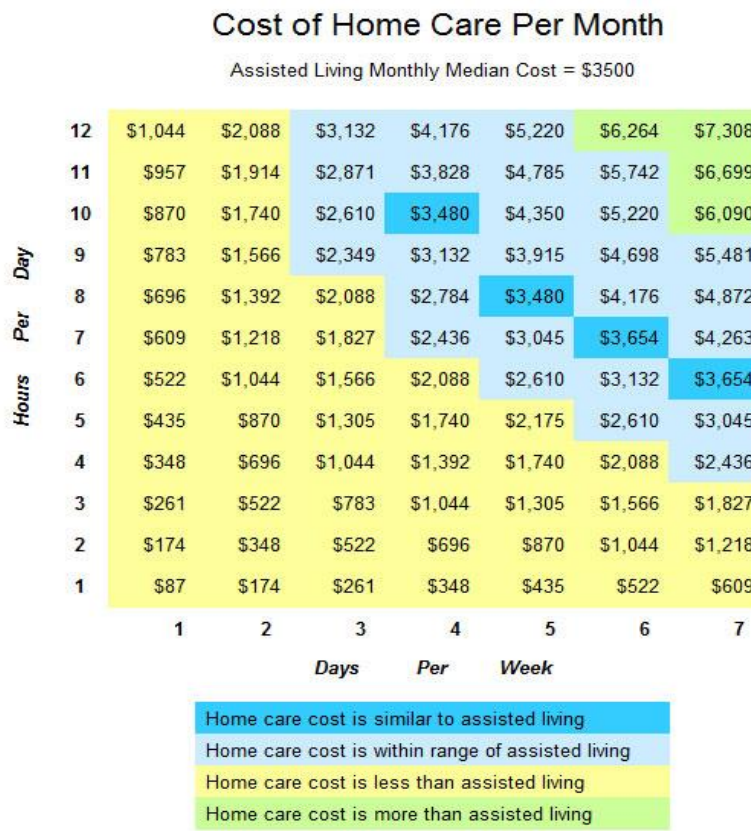 Cost of Home Care Per Month
Assisted Living Monthly Median Cost = $3500
12 $1,044 $2,088 $3,132 $4,176 $5,220 $6,264 $7,308
11 $957 $1,914 $2,871 $3,828 $4,785 $5,742 $6,699
10 $870 $1,740 $2,610 $3,480 $4,350 $5,220 $6,090
9 $783 $1,566 $2,349 $3,132 $3,915 $4,698 $5,481
8 $696 $1,392 $2,088 $2,784 $3,480 $4,176 $4,872
7 $609 $1,218 $1,827 $2,436 $3,045 $3,654 $4,263
6 $522 $1,044 $1,566 $2,088 $2,610 $3,132 $3,654
5 $435 $870 $1,305 $1,740 $2,175 $2,610 $3,045
4 $348 $696 $1,044 $1,392 $1,740 $2,088 $2,436
3 $261 $522 $783 $1,044 $1,305 $1,566 $1,827
2 $174 $348 $522 $696 $870 $1,044 $1,218
1 $87 $174 $261 $348 $435 $522 $609
Hours Per Day
1 2 3 4 5 6 7
Days Per Week
Home care cost is similar to assisted living
Home care cost is within range of assisted living
Home care cost is less than assisted living
Home care cost is more than assisted living